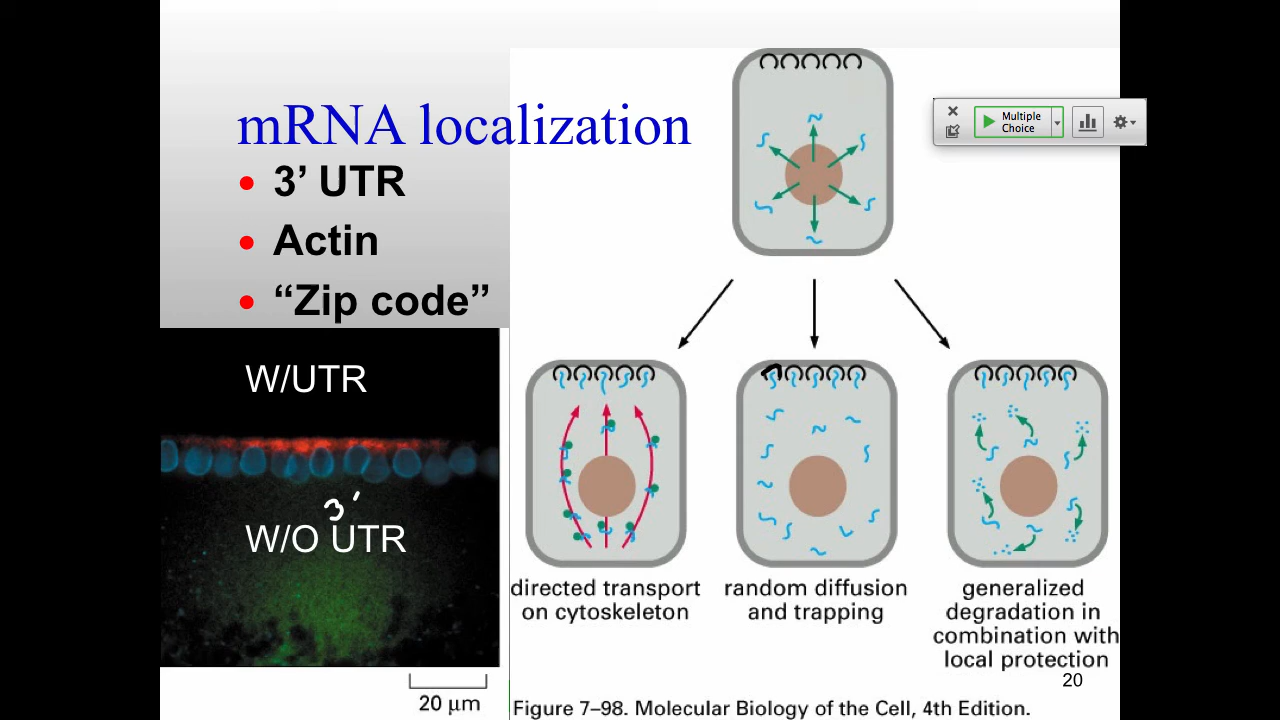 mRNA localization
• 3’ UTR
• Actin
• “Zip code”
W/UTR
3′
W/O UTR
20 µm
Multiple
Choice
directed transport
on cytoskeleton
random diffusion
and trapping
generalized
degradation in
combination with
local protection
20
Figure 7–98. Molecular Biology of the Cell, 4th Edition.